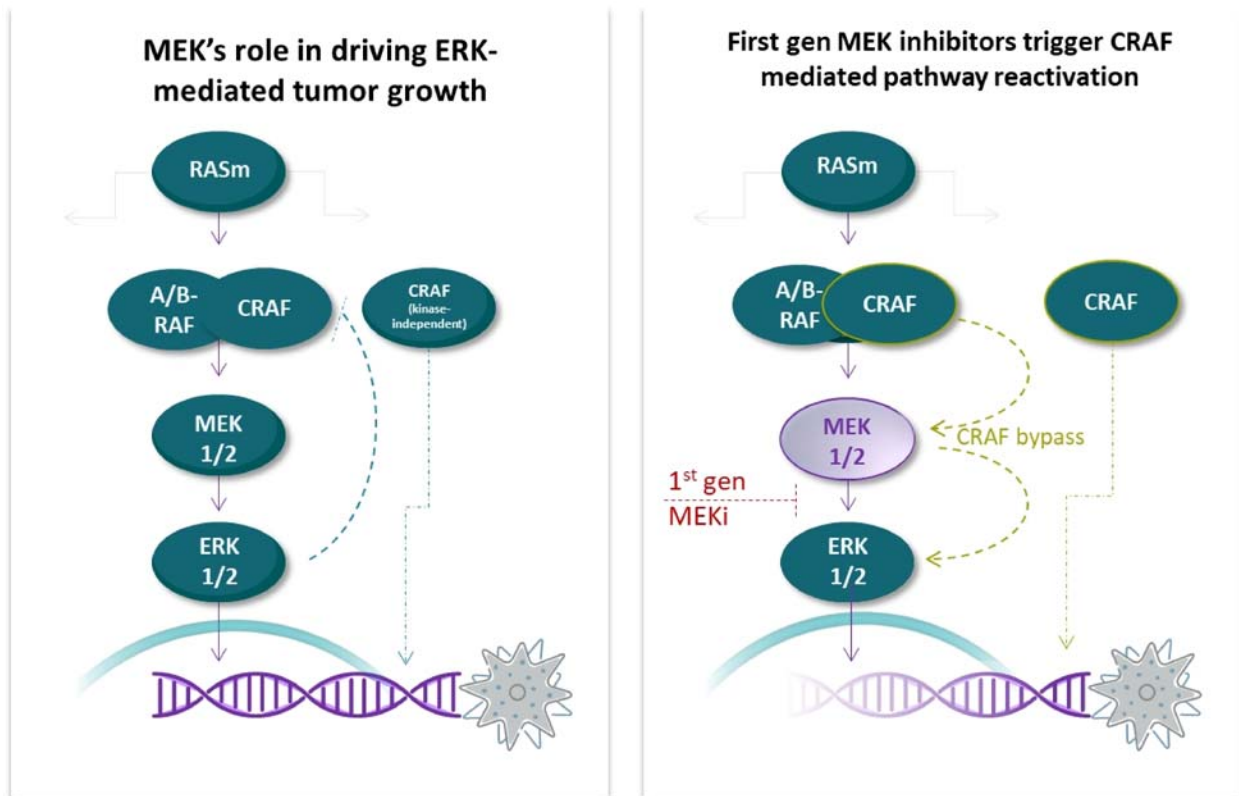 MEK's role in driving ERK-
mediated tumor growth
RASm
A/B-
RAF
CRAF
CRAF
(kinase-
independent)
MEK
1/2
ERK
1/2
First gen MEK inhibitors trigger CRAF
mediated pathway reactivation
RASm
A/B-
RAF
CRAF
CRAF
MEK
1/2
CRAF bypass
1st gen
MEKi
ERK
1/2